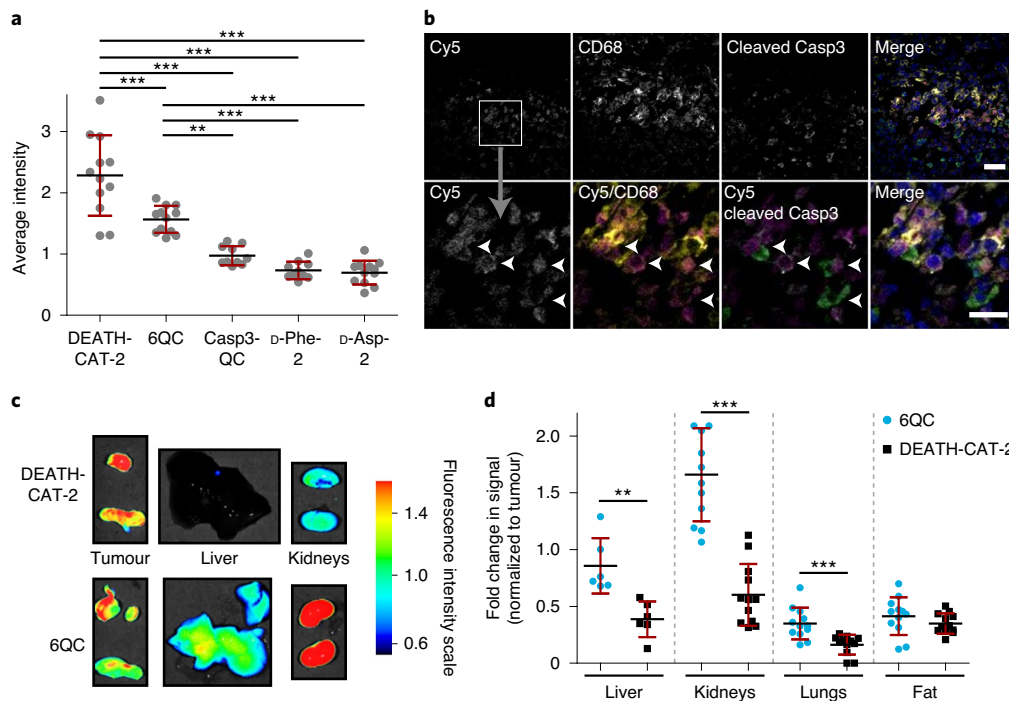 a
***
***
***
***
***
***
**
Average intensity
3
2
1
0
DEATH-
CAT-2
6QC
Casp3-
QC
D-Phe-
2
D-Asp-
2
b
Cy5
CD68
Cleaved Casp3
Merge
Cy5
Cy5/CD68
Cy5
cleaved Casp3
Merge
c
DEATH-
CAT-2
Tumour
Liver
Kidneys
6QC
1.4
1.0
0.6
Fluorescence intensity scale
d
6QC
DEATH-CAT-2
Fold change in signal
(normalized to tumour)
2.0
1.5
1.0
0.5
0
**
***
***
Liver
Kidneys
Lungs
Fat